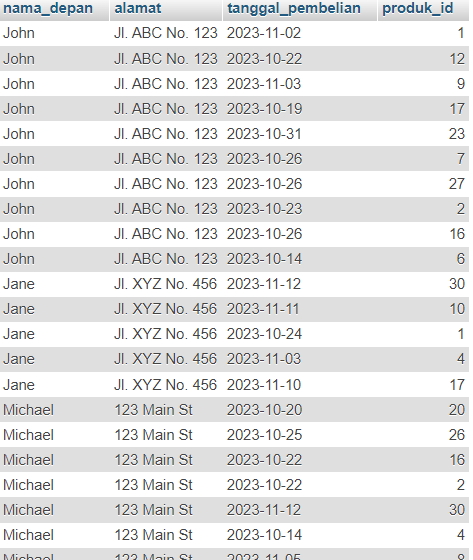 nama_depan alamat tanggal_pembelian produk_id
John Jl. ABC No. 123 2023-11-02 1
John Jl. ABC No. 123 2023-10-22 12
John Jl. ABC No. 123 2023-11-03 9
John Jl. ABC No. 123 2023-10-19 17
John Jl. ABC No. 123 2023-10-31 23
John Jl. ABC No. 123 2023-10-26 7
John Jl. ABC No. 123 2023-10-26 27
John Jl. ABC No. 123 2023-10-23 2
John Jl. ABC No. 123 2023-10-26 16
John Jl. ABC No. 123 2023-10-14 6
Jane Jl. XYZ No. 456 2023-11-12 30
Jane Jl. XYZ No. 456 2023-11-11 10
Jane Jl. XYZ No. 456 2023-10-24 1
Jane Jl. XYZ No. 456 2023-11-03 4
Jane Jl. XYZ No. 456 2023-11-10 17
Michael 123 Main St 2023-10-20 20
Michael 123 Main St 2023-10-25 26
Michael 123 Main St 2023-10-22 16
Michael 123 Main St 2023-10-22 2
Michael 123 Main St 2023-11-12 30
Michael 123 Main St 2023-10-14 4
Michael 123 Main St 2023-11-05